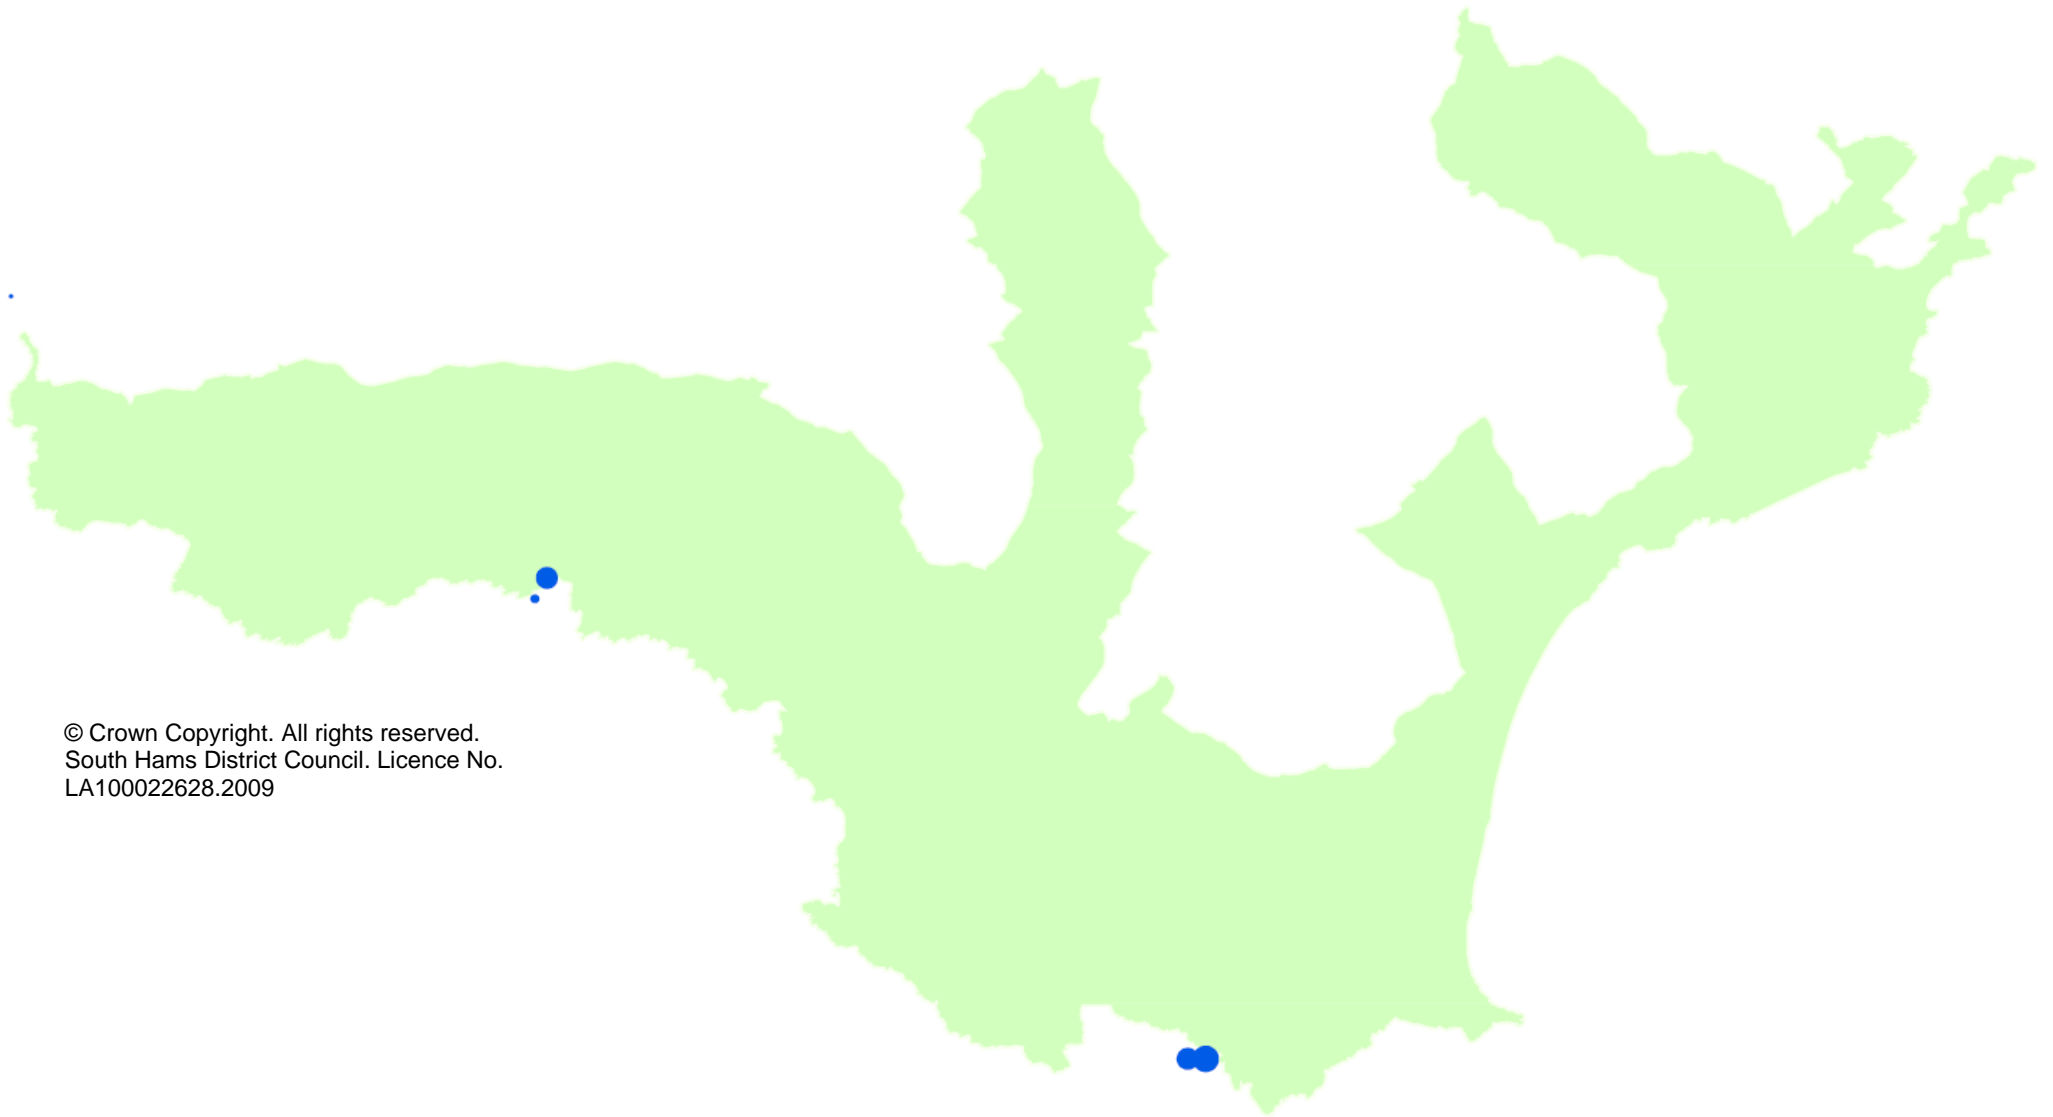 © Crown Copyright. All rights reserved.
South Hams District Council. Licence No.
LA100022628.2009